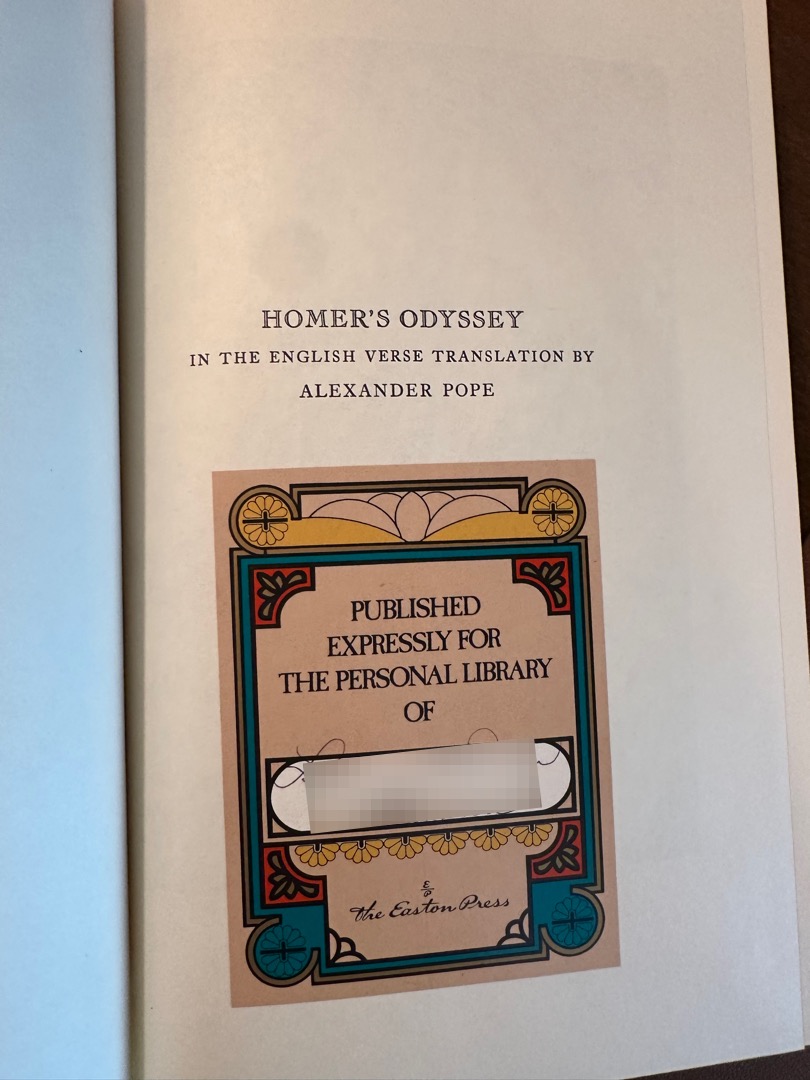 HOMER'S ODYSSEY
IN THE ENGLISH VERSE TRANSLATION BY
ALEXANDER POPE
PUBLISHED
EXPRESSLY FOR
THE PERSONAL LIBRARY
OF
E
P
The Easton Press